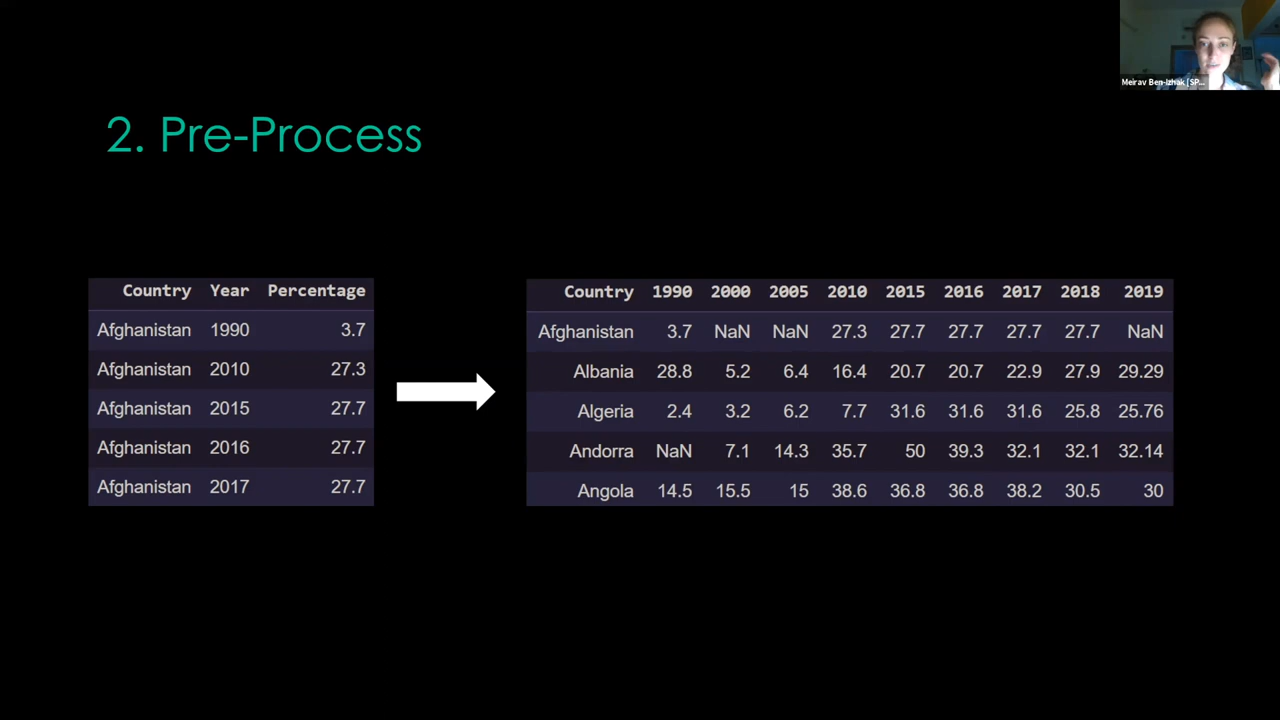 Meirav Ben-Izhak [SP...
2. Pre-Process
Country Year Percentage
Afghanistan 1990 3.7
Afghanistan 2010 27.3
Afghanistan 2015 27.7
Afghanistan 2016 27.7
Afghanistan 2017 27.7
Country 1990 2000 2005 2010 2015 2016 2017 2018 2019
Afghanistan 3.7 NaN NaN 27.3 27.7 27.7 27.7 27.7 NaN
Albania 28.8 5.2 6.4 16.4 20.7 20.7 22.9 27.9 29.29
Algeria 2.4 3.2 6.2 7.7 31.6 31.6 31.6 25.8 25.76
Andorra NaN 7.1 14.3 35.7 50 39.3 32.1 32.1 32.14
Angola 14.5 15.5 15 38.6 36.8 36.8 38.2 30.5 30